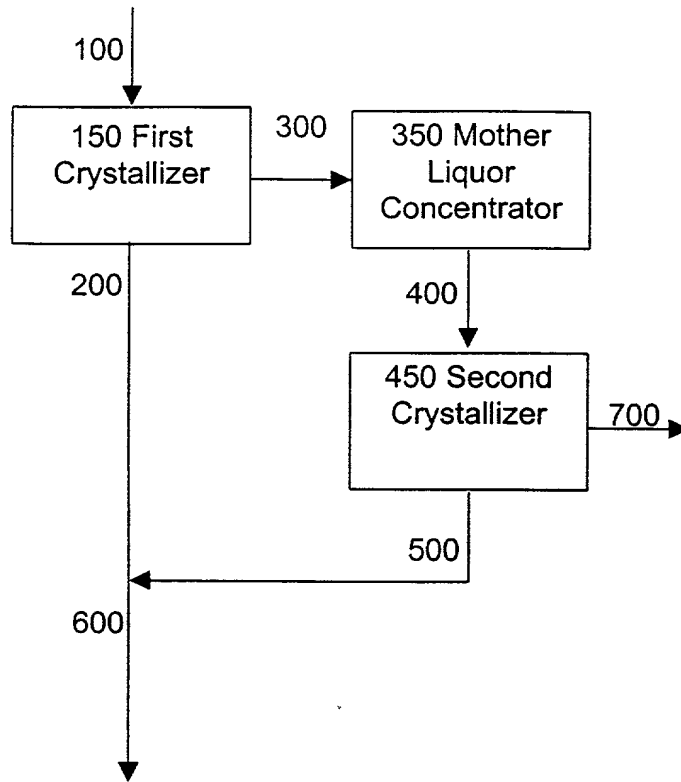 100
150 First
Crystallizer
300
350 Mother
Liquor
Concentrator
200
400
450 Second
Crystallizer
700
500
600